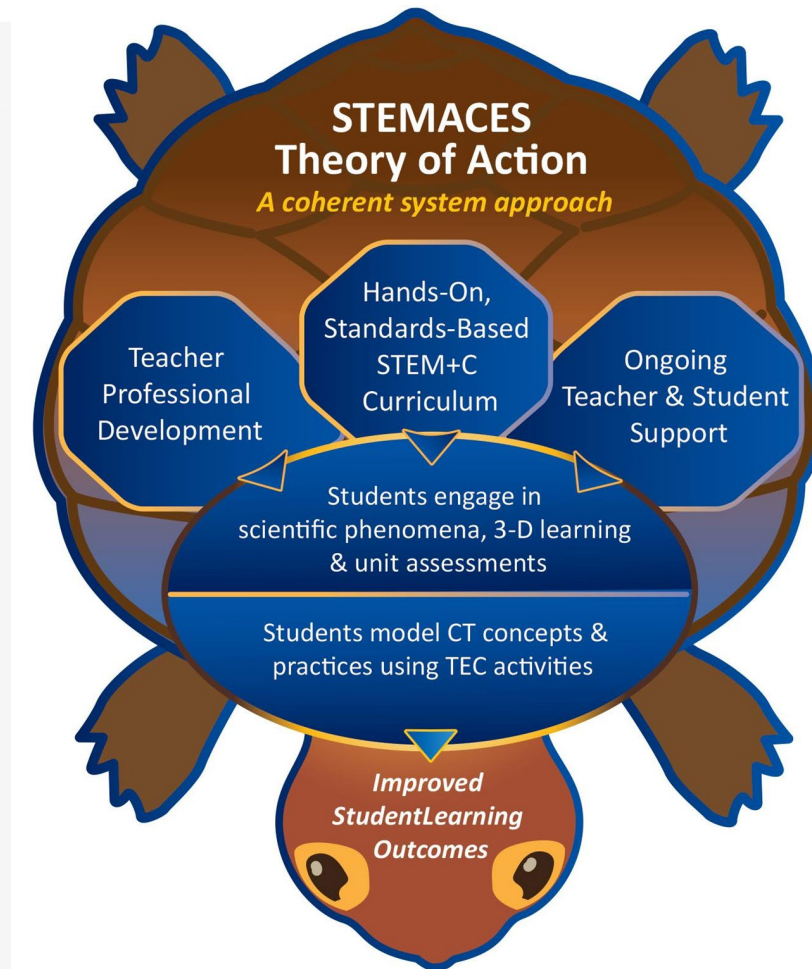 STEMACES
Theory of Action
A coherent system approach
Teacher
Professional
Development
Hands-On,
Standards-Based
STEM+C
Curriculum
Ongoing
Teacher & Student
Support
Students engage in
scientific phenomena, 3-D learning
& unit assessments
Students model CT concepts &
practices using TEC activities
Improved
StudentLearning
Outcomes